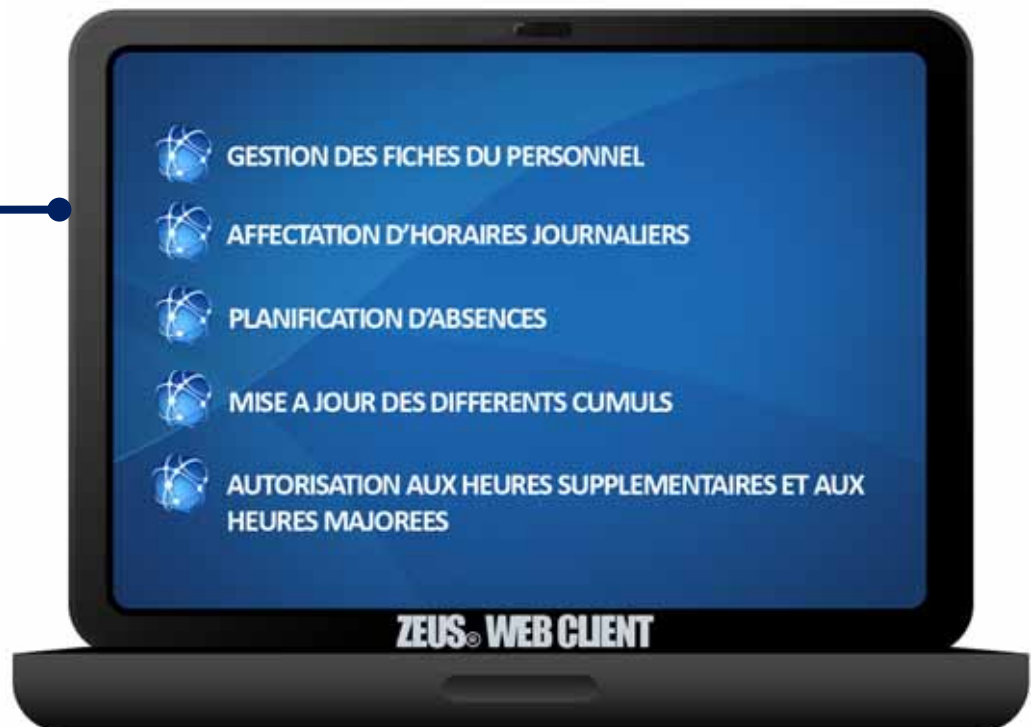 GESTION DES FICHES DU PERSONNEL
AFFECTATION D'HORAIRES JOURNALIERS
PLANIFICATION D'ABSENCES
MISE A JOUR DES DIFFERENTS CUMULS
AUTORISATION AUX HEURES SUPPLEMENTAIRES ET AUX
HEURES MAJOREES
ZEUS® WEB CLIENT